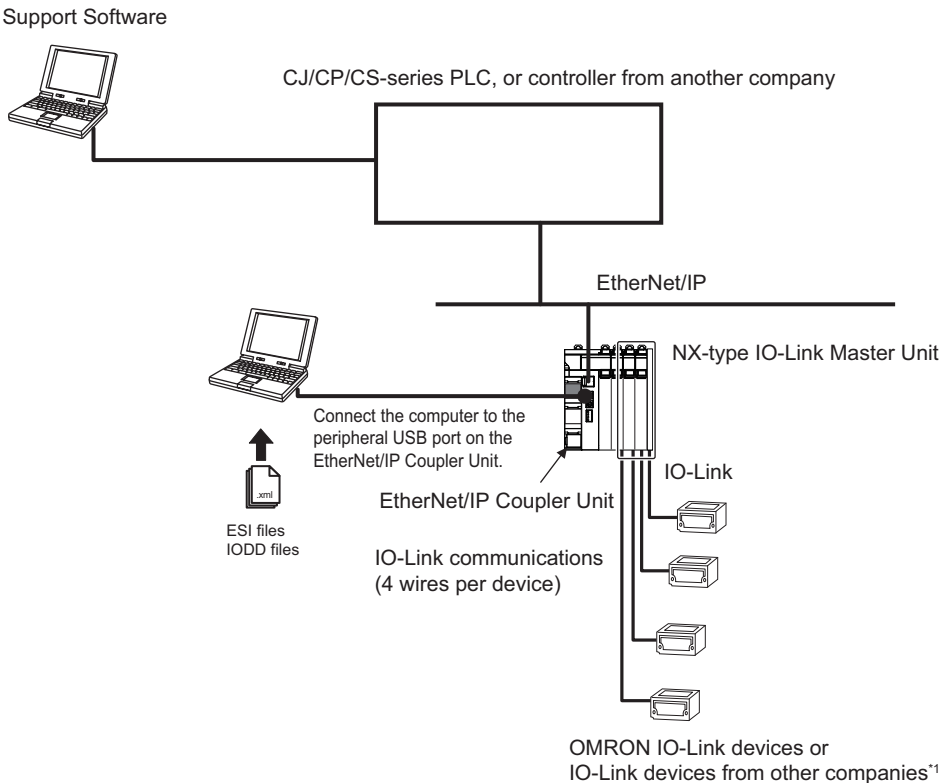 Support Software
CJ/CP/CS-series PLC, or controller from another company
EtherNet/IP
NX-type IO-Link Master Unit
Connect the computer to the
peripheral USB port on the
EtherNet/IP Coupler Unit.
IO-Link
EtherNet/IP Coupler Unit
.xml
ESI files
IODD files
IO-Link communications
(4 wires per device)
OMRON IO-Link devices or
IO-Link devices from other companies*1